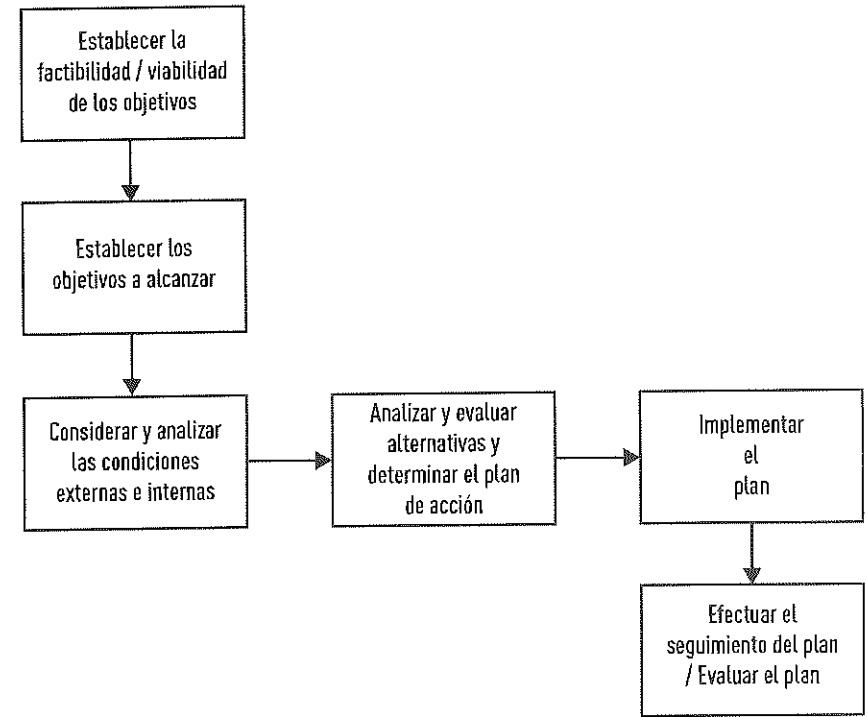 Establecer la
factibilidad / viabilidad
de los objetivos
Establecer los
objetivos a alcanzar
Considerar y analizar
las condiciones
externas e internas
Analizar y evaluar
alternativas y
determinar el plan
de acción
Implementar
el
plan
Efectuar el
seguimiento del plan
/ Evaluar el plan